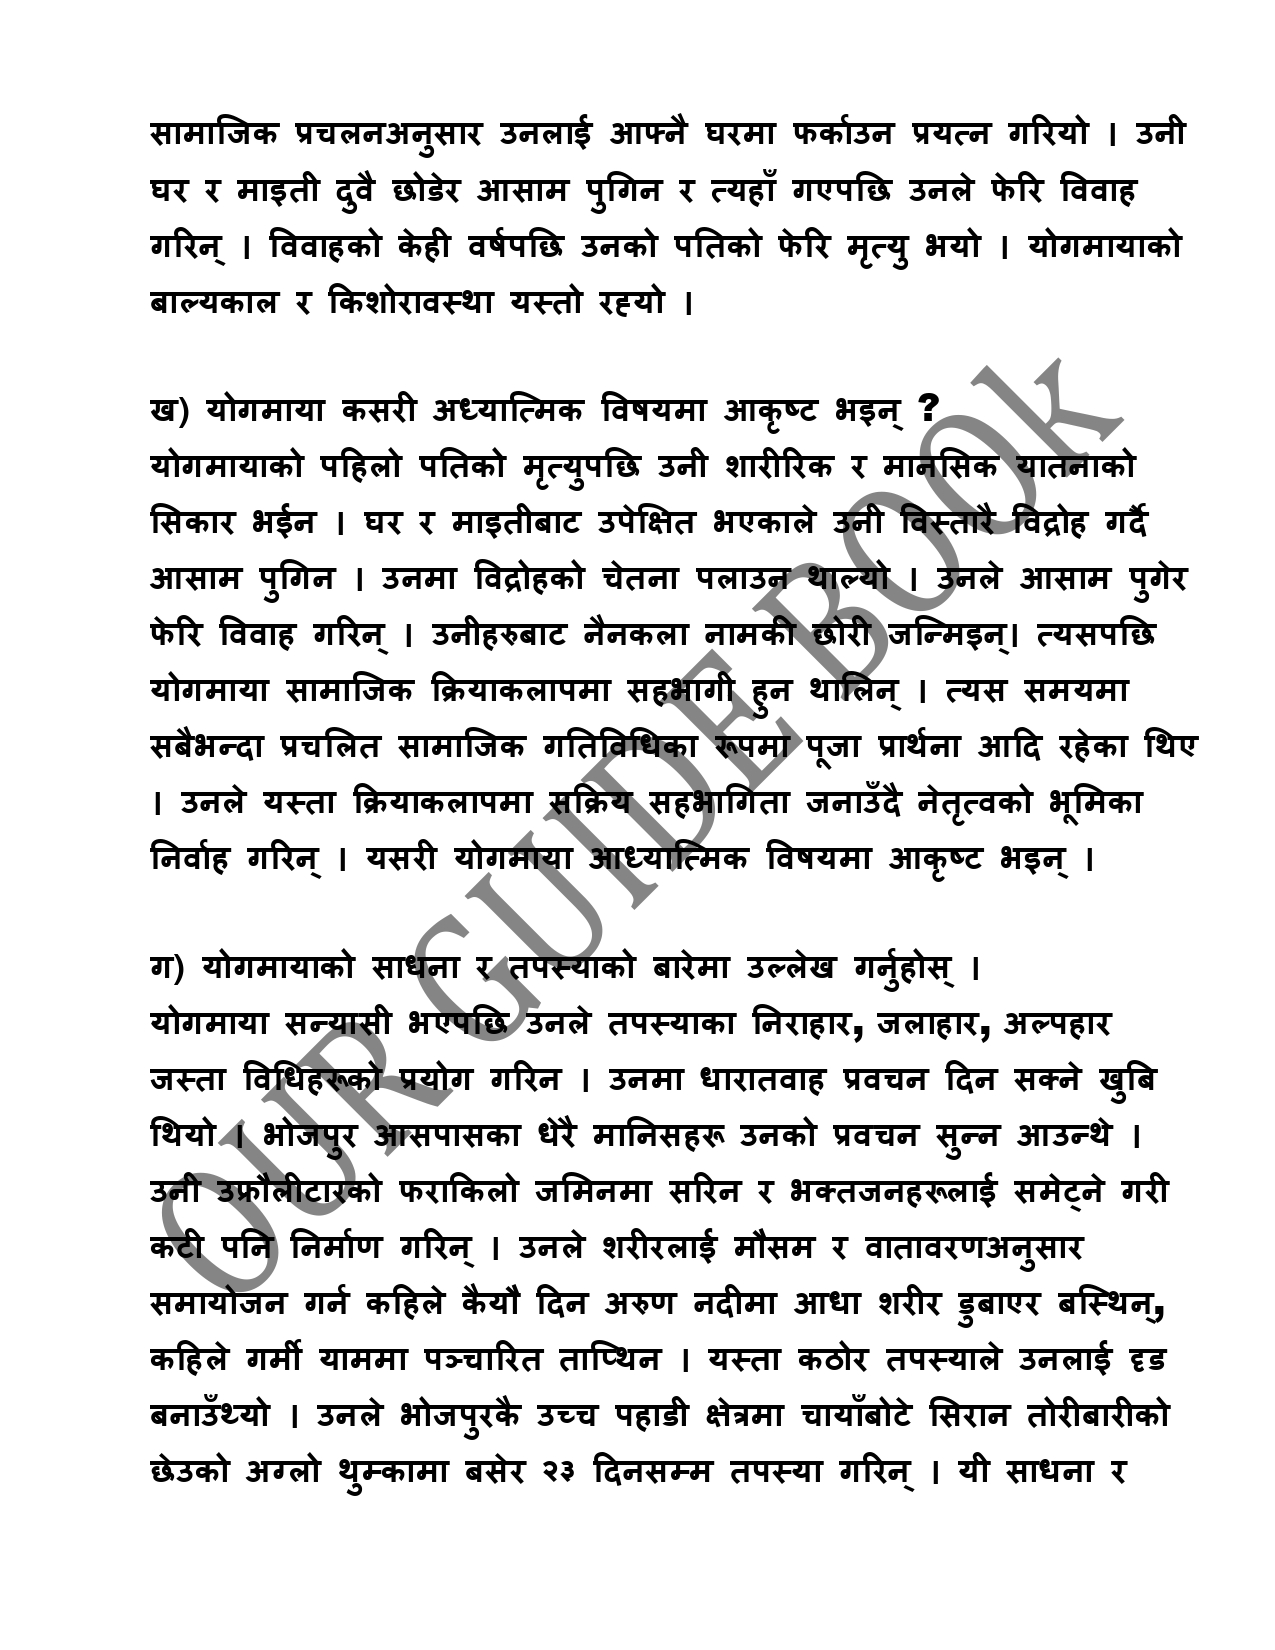 सामाजिक प्रचलनअनुसार उनलाई आफ्नै घरमा फर्काउन प्रयत्न गरियो । उनी
घर र माइती दुवै छोडेर आसाम पुगिन र त्यहाँ गएपछि उनले फेरि विवाह
गरिन् । विवाहको केही वर्षपछि उनको पतिको फेरि मृत्यु भयो । योगमायाको
बाल्यकाल र किशोरावस्था यस्तो रह्यो ।
ख) योगमाया कसरी अध्यात्मिक विषयमा आकृष्ट भइन् ?
योगमायाको पहिलो पतिको मृत्युपछि उनी शारीरिक र मानसिक यातनाको
सिकार भईन । घर र माइतीबाट उपेक्षित भएकाले उनी विस्तारै विद्रोह गर्दै
आसाम पुगिन । उनमा विद्रोहको चेतना पलाउन थाल्यो । उनले आसाम पुगेर
फेरि विवाह गरिन् । उनीहरुबाट नैनकला नामकी छोरी जन्मिइन्। त्यसपछि
योगमाया सामाजिक क्रियाकलापमा सहभागी हुन थालिन् । त्यस समयमा
सबैभन्दा प्रचलित सामाजिक गतिविधिका रूपमा पूजा प्रार्थना आदि रहेका थिए
। उनले यस्ता क्रियाकलापमा सक्रिय सहभागिता जनाउँदै नेतृत्वको भूमिका
निर्वाह गरिन् । यसरी योगमाया आध्यात्मिक विषयमा आकृष्ट भइन् ।
ग) योगमायाको साधना र तपस्याको बारेमा उल्लेख गर्नुहोस् ।
योगमाया सन्यासी भएपछि उनले तपस्याका निराहार, जलाहार, अल्पहार
जस्ता विधिहरूको प्रयोग गरिन । उनमा धारातवाह प्रवचन दिन सक्ने खुबि
थियो । भोजपुर आसपासका धेरै मानिसहरू उनको प्रवचन सुन्न आउन्थे ।
उनी उफ्रौलीटारको फराकिलो जमिनमा सरिन र भक्तजनहरूलाई समेट्ने गरी
कटी पनि निर्माण गरिन् । उनले शरीरलाई मौसम र वातावरणअनुसार
समायोजन गर्न कहिले कैयौ दिन अरुण नदीमा आधा शरीर डुबाएर बस्थिन्,
कहिले गर्मी याममा पञ्चारित ताप्थिन । यस्ता कठोर तपस्याले उनलाई दृड
बनाउँथ्यो । उनले भोजपुरकै उच्च पहाडी क्षेत्रमा चायाँबोटे सिरान तोरीबारीको
छेउको अग्लो थुम्कामा बसेर २३ दिनसम्म तपस्या गरिन् । यी साधना र
OUR GUIDE BOOk